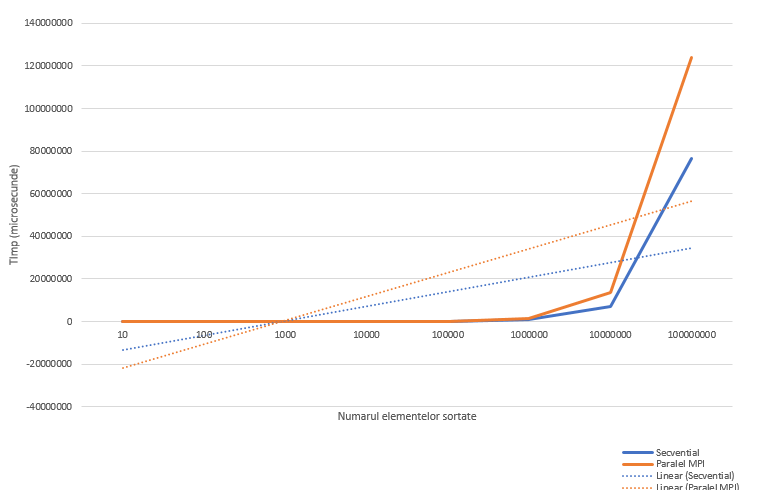 140000000
120000000
100000000
80000000
60000000
40000000
20000000
0
-20000000
-40000000
TImp (microsecunde)
10 100 1000 10000 100000 1000000 10000000 100000000
Numarul elementelor sortate
Secvential
Paralel MPI
Linear (Secvential)
Linear (Paralel MPI)